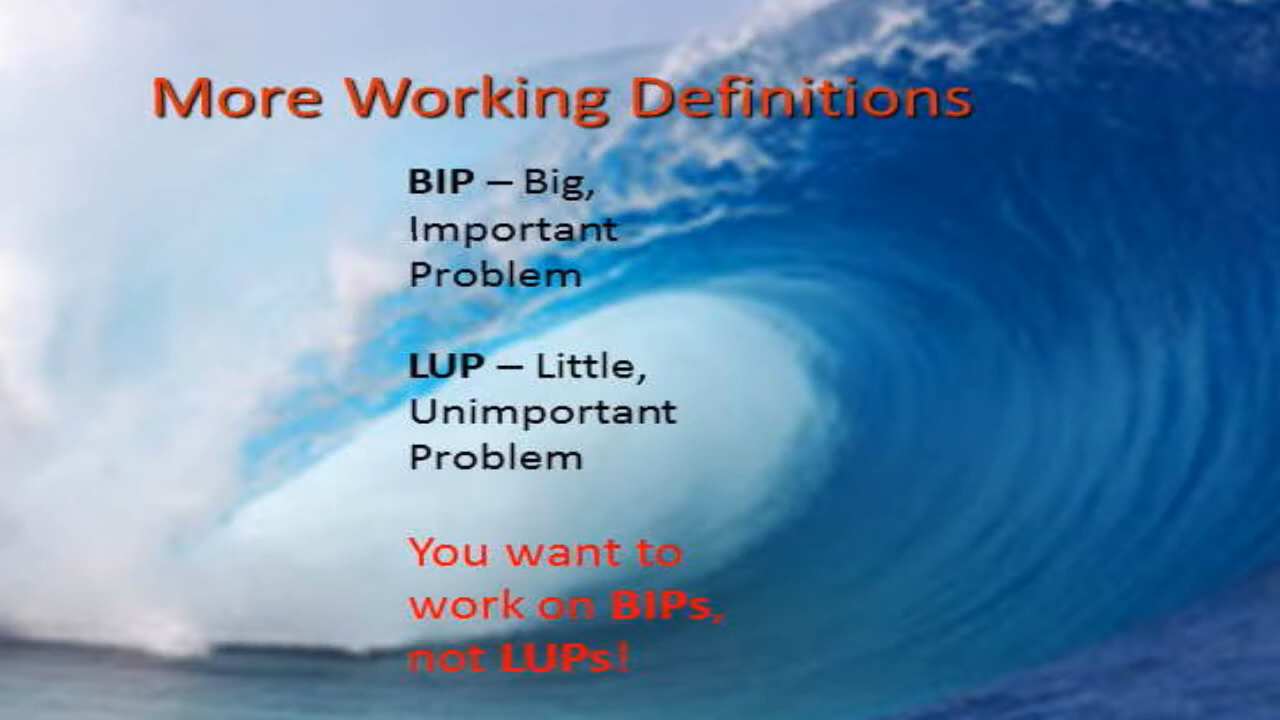 More Working Definitions
BIP – Big,
Important
Problem
LUP – Little,
Unimportant
Problem
You want to
work on BIPs,
not LUPs!